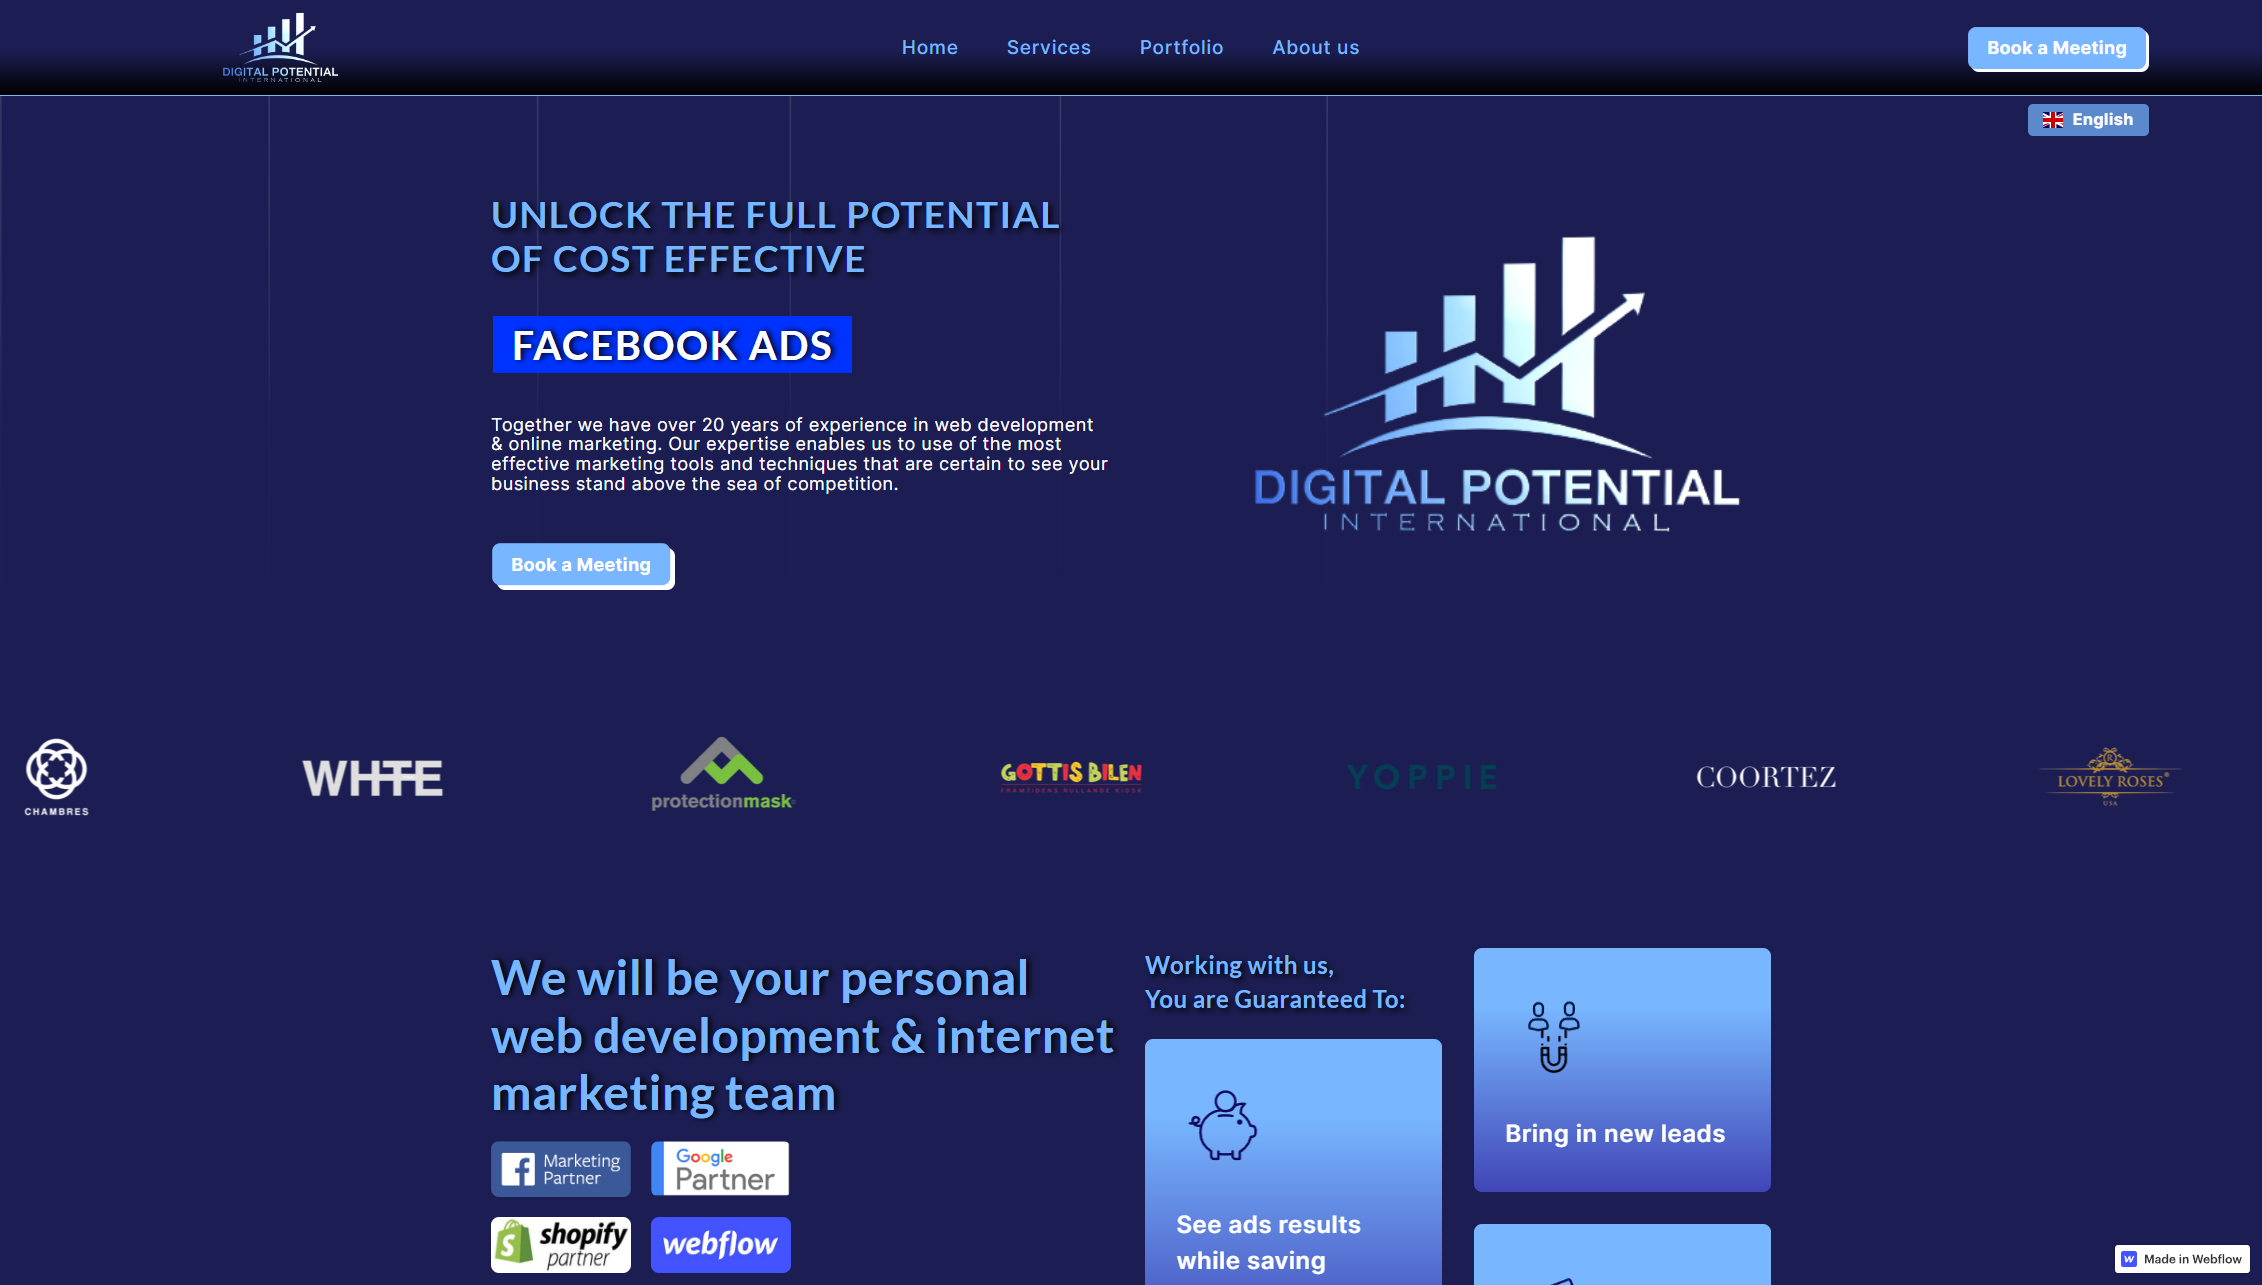 DIGITAL POTENTIAL
INTERNATIONAL
Home
Services
Portfolio
About us
Book a Meeting
English
UNLOCK THE FULL POTENTIAL
OF COST EFFECTIVE
FACEBOOK ADS
Together we have over 20 years of experience in web development
& online marketing. Our expertise enables us to use of the most
effective marketing tools and techniques that are certain to see your
business stand above the sea of competition.
Book a Meeting
DIGITAL POTENTIAL
INTERNATIONAL
CHAMBRES
WHITE
protectionmask
GOTTIS BILEN
FRAMTIDENS RULLANDE KIOSK
YOPPIE
COORTEZ
LOVELY ROSES®
USA
We will be your personal
web development & internet
marketing team
Marketing
Partner
Google
Partner
shopify
partner
webflow
Working with us,
You are Guaranteed To:
See ads results
while saving
Bring in new leads
Made in Webflow